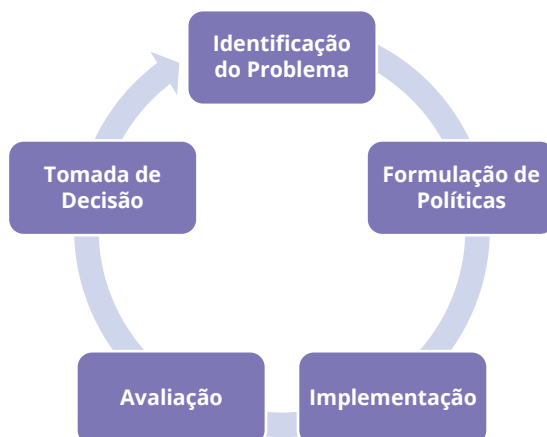 Identificação
do Problema
Formulação de
Políticas
Implementação
Avaliação
Tomada de
Decisão